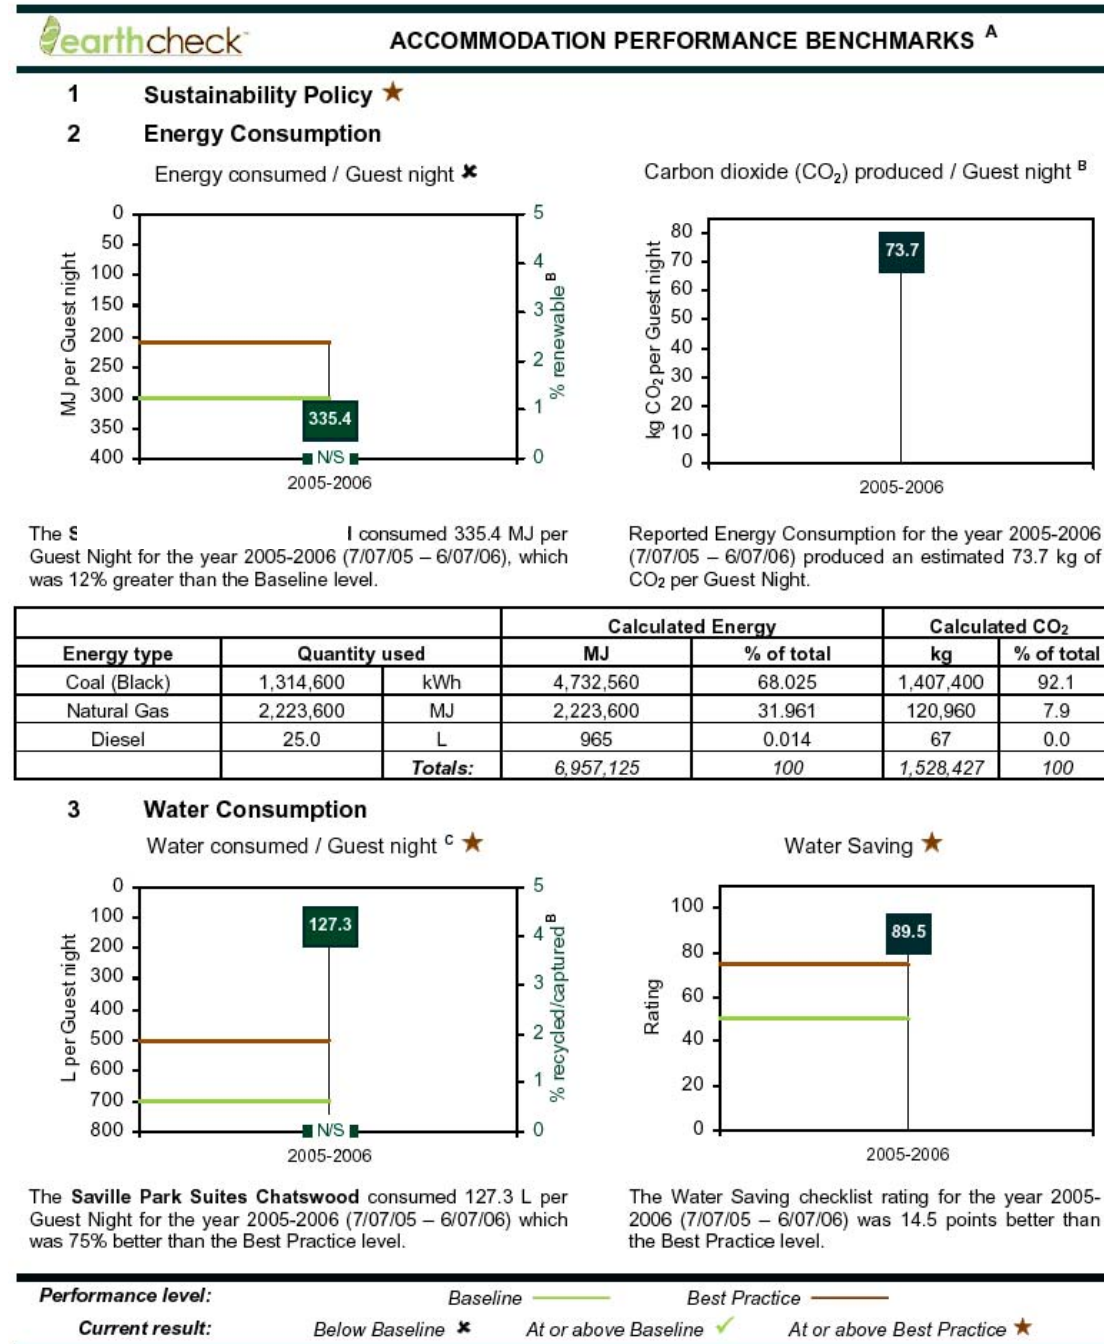 earthcheck™
ACCOMMODATION PERFORMANCE BENCHMARKS A
1 Sustainability Policy ★
2 Energy Consumption
Energy consumed / Guest night ✖
0
50
100
150
200
250
300
350
400
MJ per Guest night
335.4
N/S
5
4
3
2
1
0
% renewable B
2005-2006
Carbon dioxide (CO₂) produced / Guest night B
80
70
60
50
40
30
20
10
0
kg CO₂ per Guest night
73.7
2005-2006
The S l consumed 335.4 MJ per
Guest Night for the year 2005-2006 (7/07/05 – 6/07/06), which
was 12% greater than the Baseline level.
Reported Energy Consumption for the year 2005-2006
(7/07/05 – 6/07/06) produced an estimated 73.7 kg of
CO₂ per Guest Night.
Calculated Energy Calculated CO₂
Energy type Quantity used MJ % of total kg % of total
Coal (Black) 1,314,600 kWh 4,732,560 68.025 1,407,400 92.1
Natural Gas 2,223,600 MJ 2,223,600 31.961 120,960 7.9
Diesel 25.0 L 965 0.014 67 0.0
Totals: 6,957,125 100 1,528,427 100
3 Water Consumption
Water consumed / Guest night C ★
0
100
200
300
400
500
600
700
800
L per Guest night
127.3
N/S
5
4
3
2
1
0
% recycled/captured B
2005-2006
Water Saving ★
100
80
60
40
20
0
Rating
89.5
2005-2006
The Saville Park Suites Chatswood consumed 127.3 L per
Guest Night for the year 2005-2006 (7/07/05 – 6/07/06) which
was 75% better than the Best Practice level.
The Water Saving checklist rating for the year 2005-
2006 (7/07/05 – 6/07/06) was 14.5 points better than
the Best Practice level.
Performance level: Baseline Best Practice
Current result: Below Baseline ✖ At or above Baseline ✓ At or above Best Practice ★